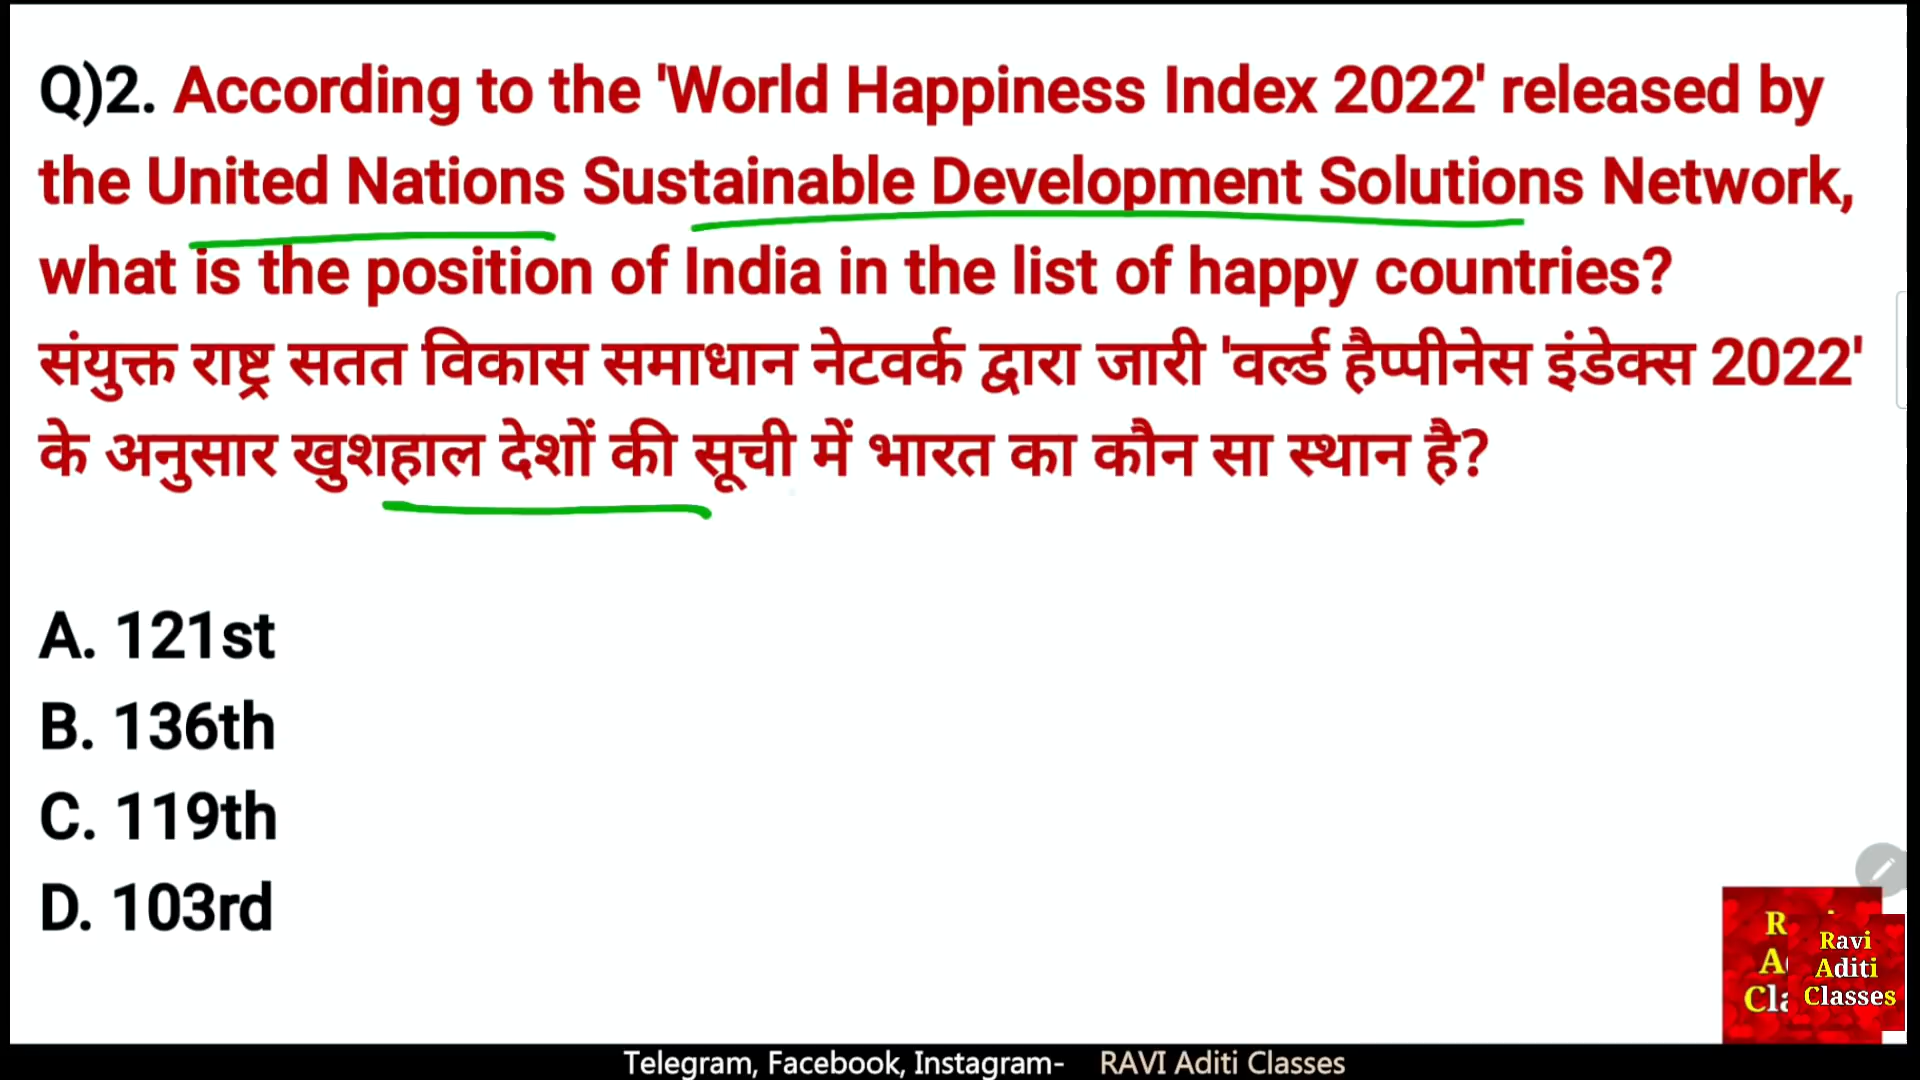 Q)2. According to the 'World Happiness Index 2022' released by
the United Nations Sustainable Development Solutions Network,
what is the position of India in the list of happy countries?
संयुक्त राष्ट्र सतत विकास समाधान नेटवर्क द्वारा जारी 'वर्ल्ड हैप्पीनेस इंडेक्स 2022'
के अनुसार खुशहाल देशों की सूची में भारत का कौन सा स्थान है?
A. 121st
B. 136th
C. 119th
D. 103rd
Ravi
Aditi
Classes
Telegram, Facebook, Instagram- RAVI Aditi Classes